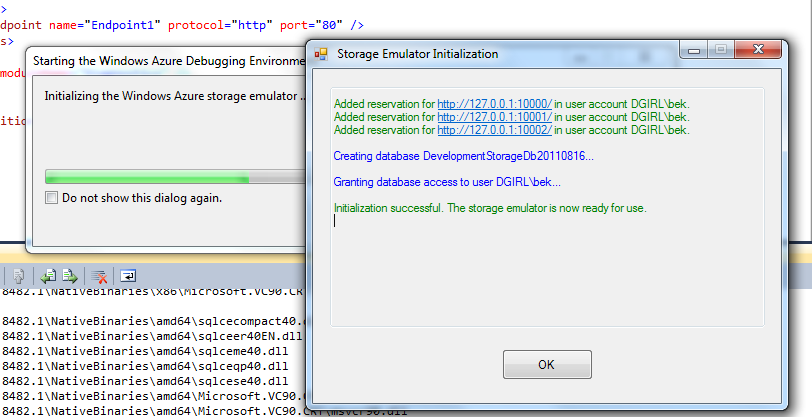 >
dpoint name="Endpoint1" protocol="http" port="80" />
s>
Starting the Windows Azure Debugging Environme
Storage Emulator Initialization
modu
Initializing the Windows Azure storage emulator ..
itio
Do not show this dialog again.
Added reservation for http://127.0.0.1:10000/ in user account DGIRL\bek.
Added reservation for http://127.0.0.1:10001/ in user account DGIRL\bek.
Added reservation for http://127.0.0.1:10002/ in user account DGIRL\bek.
Creating database DevelopmentStorageDb20110816...
Granting database access to user DGIRL\bek...
Initialization successful. The storage emulator is now ready for use.
OK
8482.1\NativeBinaries\x86\Microsoft.VC90.CR
8482.1\NativeBinaries\amd64\sqlcecompact40.d
8482.1\NativeBinaries\amd64\sqlceer40EN.dll
8482.1\NativeBinaries\amd64\sqlceme40.dll
8482.1\NativeBinaries\amd64\sqlceqp40.dll
8482.1\NativeBinaries\amd64\sqlcese40.dll
8482.1\NativeBinaries\amd64\Microsoft.VC90.CR
8482.1\NativeBinaries\amd64\Microsoft.VC90.CRT\msvcr90.dll